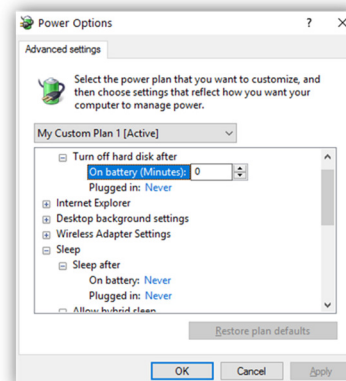 Power Options
?
Advanced settings
Select the power plan that you want to customize, and
then choose settings that reflect how you want your
computer to manage power.
My Custom Plan 1 [Active]
Turn off hard disk after
On battery (Minutes): 0
Plugged in: Never
Internet Explorer
Desktop background settings
Wireless Adapter Settings
Sleep
Sleep after
On battery: Never
Plugged in: Never
Allow hybrid sleep
Restore plan defaults
OK Cancel Apply